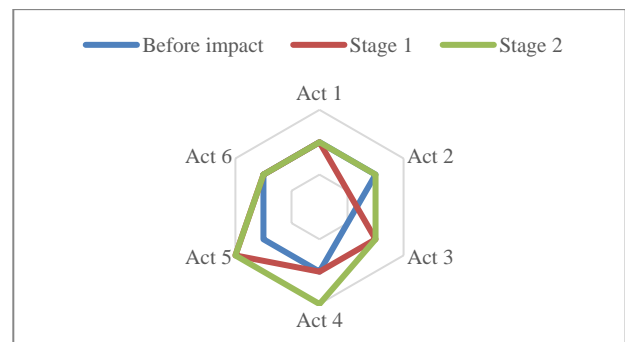 Before impact Stage 1 Stage 2
Act 1
Act 6 Act 2
Act 5 Act 3
Act 4